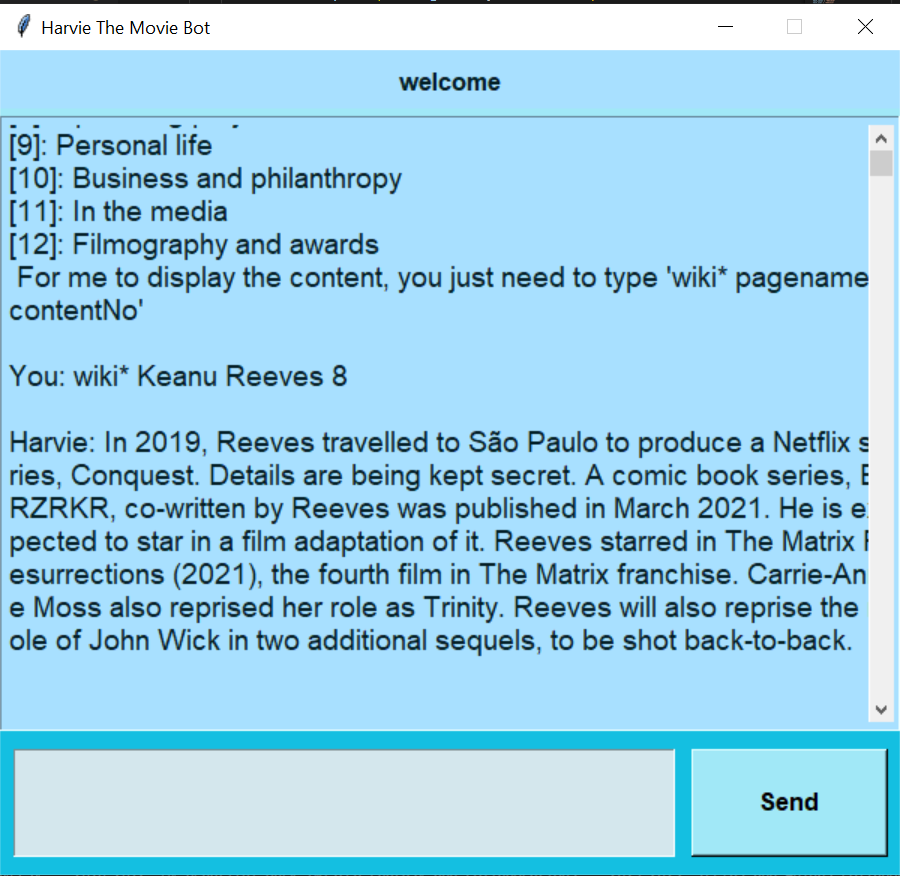 Harvie The Movie Bot
welcome
[9]: Personal life
[10]: Business and philanthropy
[11]: In the media
[12]: Filmography and awards
For me to display the content, you just need to type 'wiki* pagename
contentNo'
You: wiki* Keanu Reeves 8
Harvie: In 2019, Reeves travelled to São Paulo to produce a Netflix s
ries, Conquest. Details are being kept secret. A comic book series,
RZRKR, co-written by Reeves was published in March 2021. He is e
pected to star in a film adaptation of it. Reeves starred in The Matrix
esurrections (2021), the fourth film in The Matrix franchise. Carrie-An
e Moss also reprised her role as Trinity. Reeves will also reprise the
ole of John Wick in two additional sequels, to be shot back-to-back.
Send